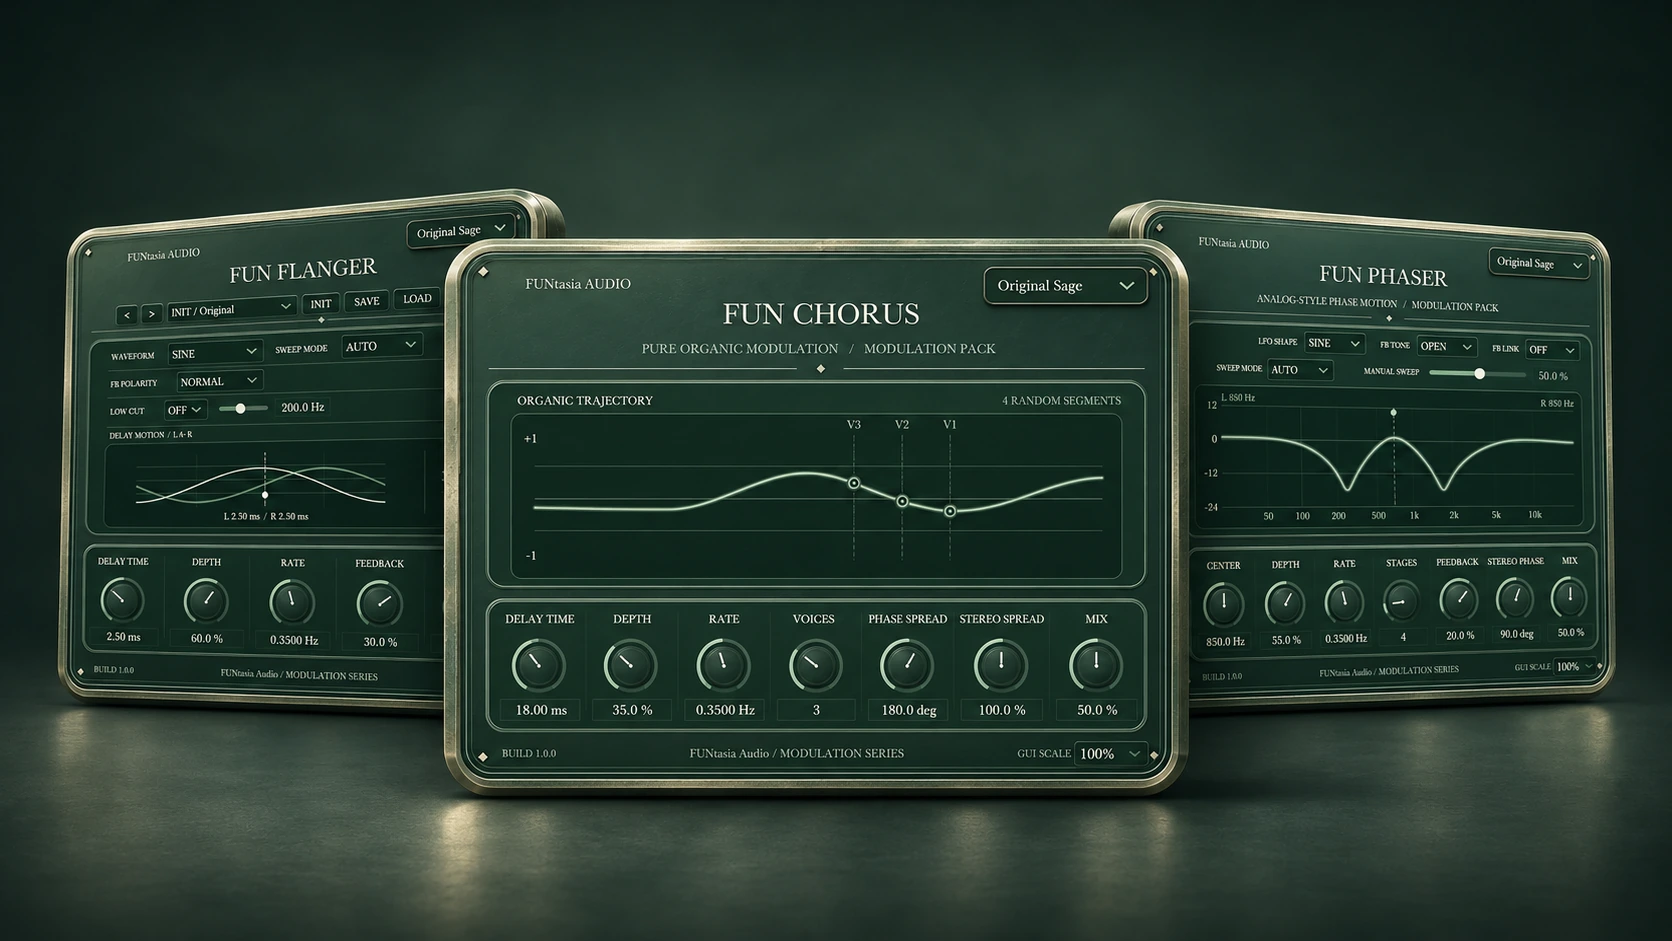 FUNtasia AUDIO
Original Sage
FUN FLANGER
< > INIT / Original INIT SAVE LOAD
WAVEFORM SINE SWEEP MODE AUTO
FB POLARITY NORMAL
LOW CUT OFF 200.0 Hz
DELAY MOTION / L A - R
L 2.50 ms / R 2.50 ms
DELAY TIME DEPTH RATE FEEDBACK
2.50 ms 60.0 % 0.3500 Hz 30.0 %
BUILD 1.0.0 FUNtasia Audio / MODULATION SERIES
FUNtasia AUDIO
Original Sage
FUN CHORUS
PURE ORGANIC MODULATION / MODULATION PACK
ORGANIC TRAJECTORY 4 RANDOM SEGMENTS
V3 V2 V1
+1
-1
DELAY TIME DEPTH RATE VOICES PHASE SPREAD STEREO SPREAD MIX
18.00 ms 35.0 % 0.3500 Hz 3 180.0 deg 100.0 % 50.0 %
BUILD 1.0.0 FUNtasia Audio / MODULATION SERIES GUI SCALE 100%
FUNtasia AUDIO
Original Sage
FUN PHASER
ANALOG-STYLE PHASE MOTION / MODULATION PACK
LFO SHAPE SINE FB TONE OPEN FB LINK OFF
SWEEP MODE AUTO MANUAL SWEEP 50.0 %
L 850 Hz R 850 Hz
12
0
-12
-24
50 100 200 500 1k 2k 5k 10k
CENTER DEPTH RATE STAGES FEEDBACK STEREO PHASE MIX
850.0 Hz 55.0 % 0.3500 Hz 4 20.0 % 90.0 deg 50.0 %
BUILD 1.0.0 FUNtasia Audio / MODULATION SERIES GUI SCALE 100%